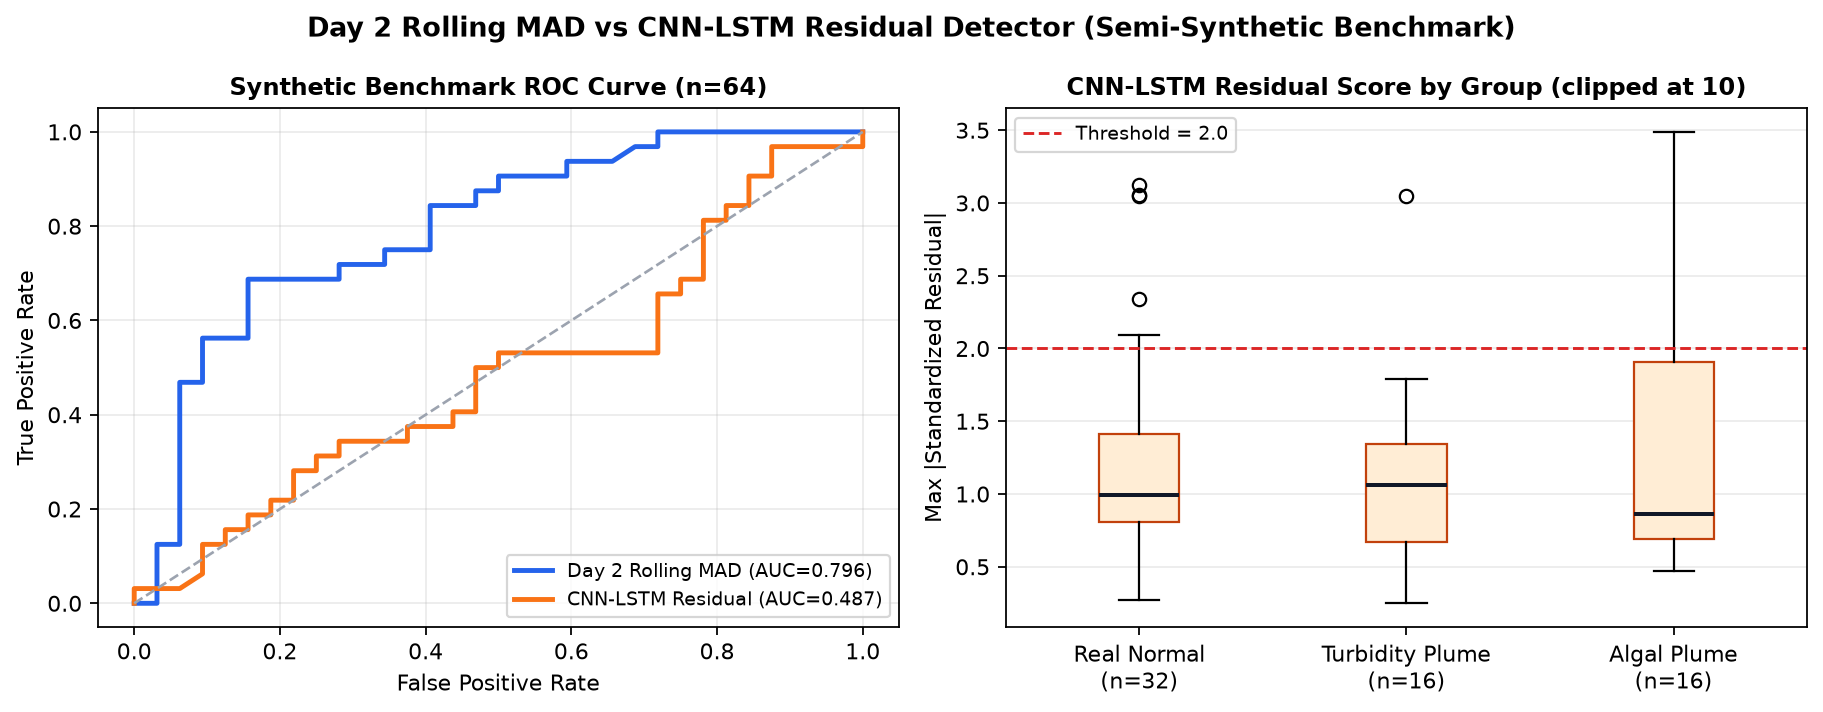 Day 2 Rolling MAD vs CNN-LSTM Residual Detector (Semi-Synthetic Benchmark)
Synthetic Benchmark ROC Curve (n=64)
True Positive Rate
1.0
0.8
0.6
0.4
0.2
0.0
Day 2 Rolling MAD (AUC=0.796)
CNN-LSTM Residual (AUC=0.487)
0.0 0.2 0.4 0.6 0.8 1.0
False Positive Rate
CNN-LSTM Residual Score by Group (clipped at 10)
Max |Standardized Residual|
3.5
3.0
2.5
2.0
1.5
1.0
0.5
Threshold = 2.0
Real Normal
(n=32)
Turbidity Plume
(n=16)
Algal Plume
(n=16)